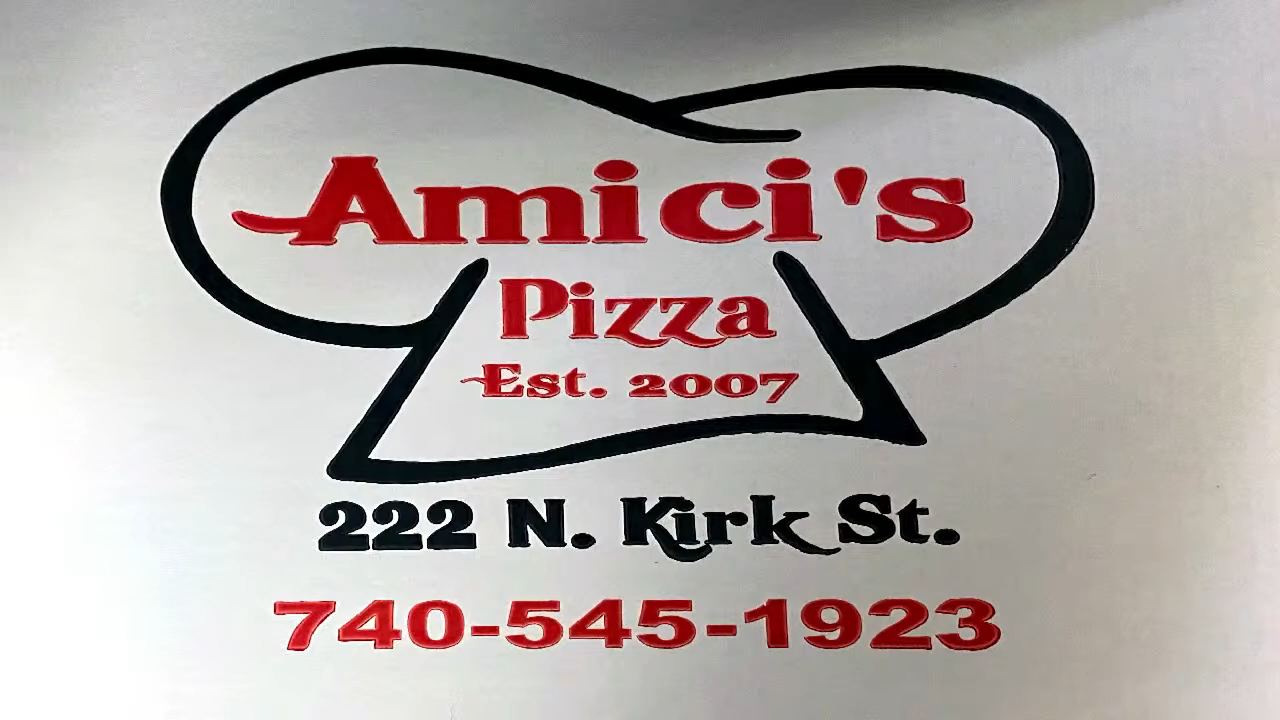 Amici's
Pizza
Est. 2007
222 N. Kirk St.
740-545-1923